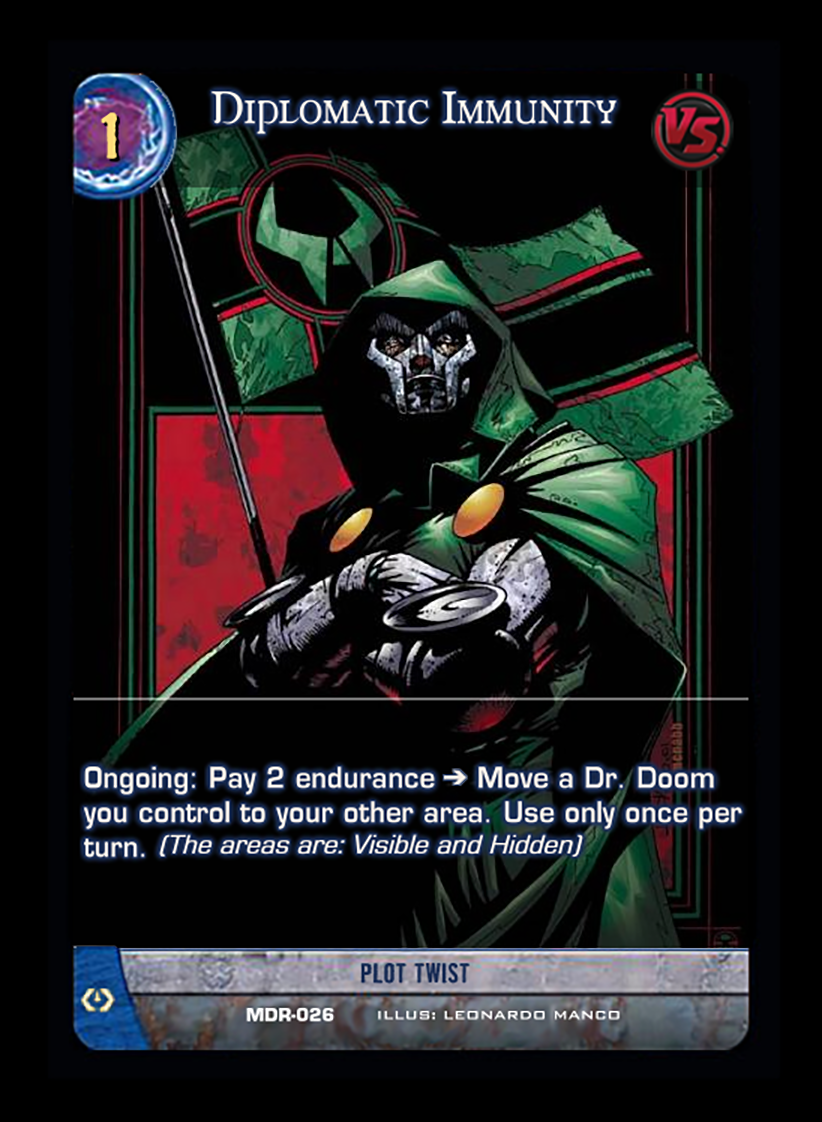 1
Diplomatic Immunity
VS.
Ongoing: Pay 2 endurance ➔ Move a Dr. Doom
you control to your other area. Use only once per
turn. (The areas are: Visible and Hidden)
PLOT TWIST
MDR-026 ILLUS: LEONARDO MANCO